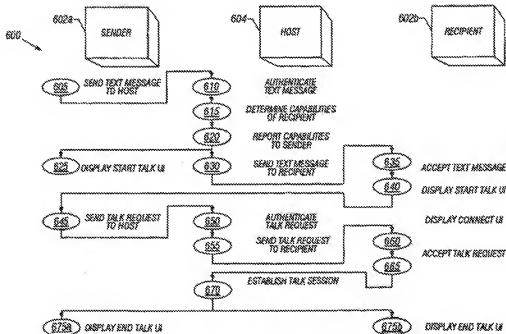 600
602a
SENDER
604
HOST
602b
RECIPIENT
605
SEND TEXT MESSAGE
TO HOST
610
AUTHENTICATE
TEXT MESSAGE
615
DETERMINE CAPABILITIES
OF RECIPIENT
620
REPORT CAPABILITIES
TO SENDER
625
DISPLAY START TALK UI
630
SEND TEXT MESSAGE
TO RECIPIENT
635
ACCEPT TEXT MESSAGE
640
DISPLAY START TALK UI
645
SEND TALK REQUEST
TO HOST
650
AUTHENTICATE
TALK REQUEST
DISPLAY CONNECT UI
655
SEND TALK REQUEST
TO RECIPIENT
660
ACCEPT TALK REQUEST
665
ESTABLISH TALK SESSION
670
675a
DISPLAY END TALK UI
675b
DISPLAY END TALK UI